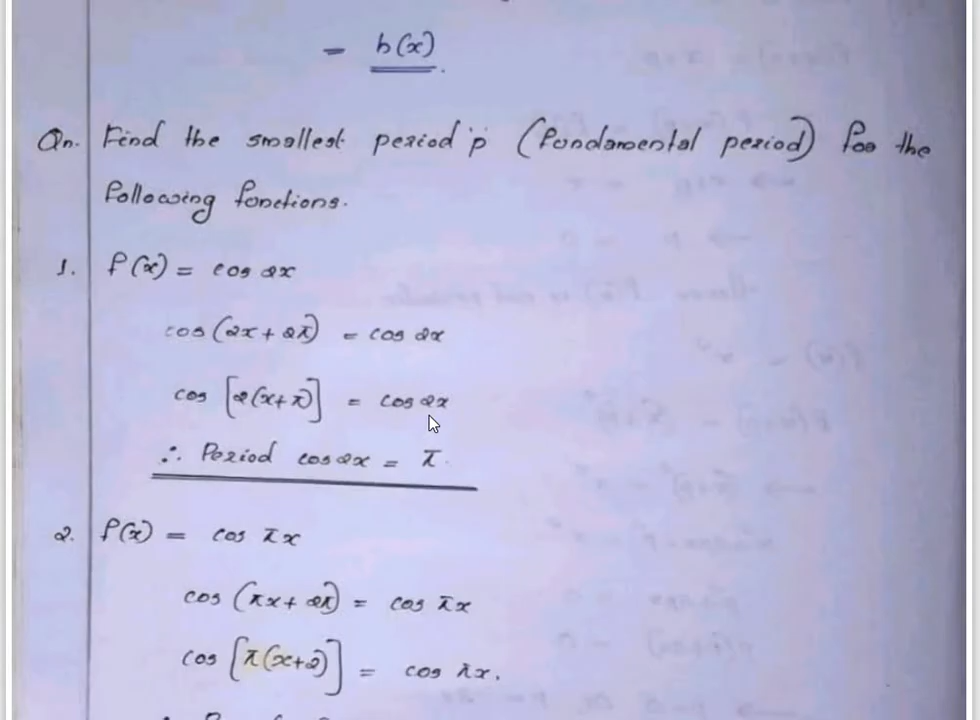 = h(x).
Qn. Find the smallest period 'p' (fundamental period) for the
following functions.
1. f(x) = cos 2x
cos (2x + 2π) = cos 2x
cos [2(x+π)] = cos 2x
∴ Period cos 2x = π.
2. f(x) = cos πx
cos (πx + 2π) = cos πx
cos [π(x+2)] = cos πx.